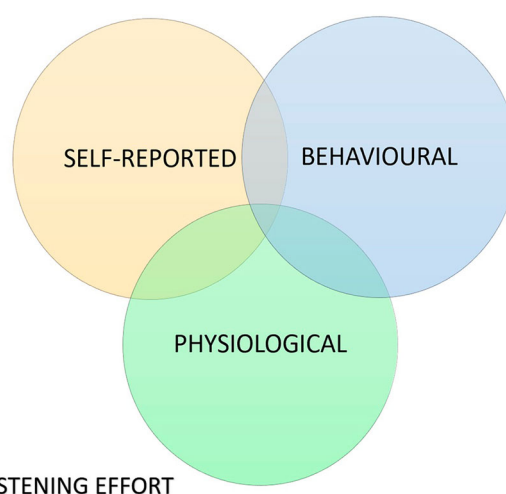 SELF-REPORTED
BEHAVIOURAL
PHYSIOLOGICAL
STENING EFFORT